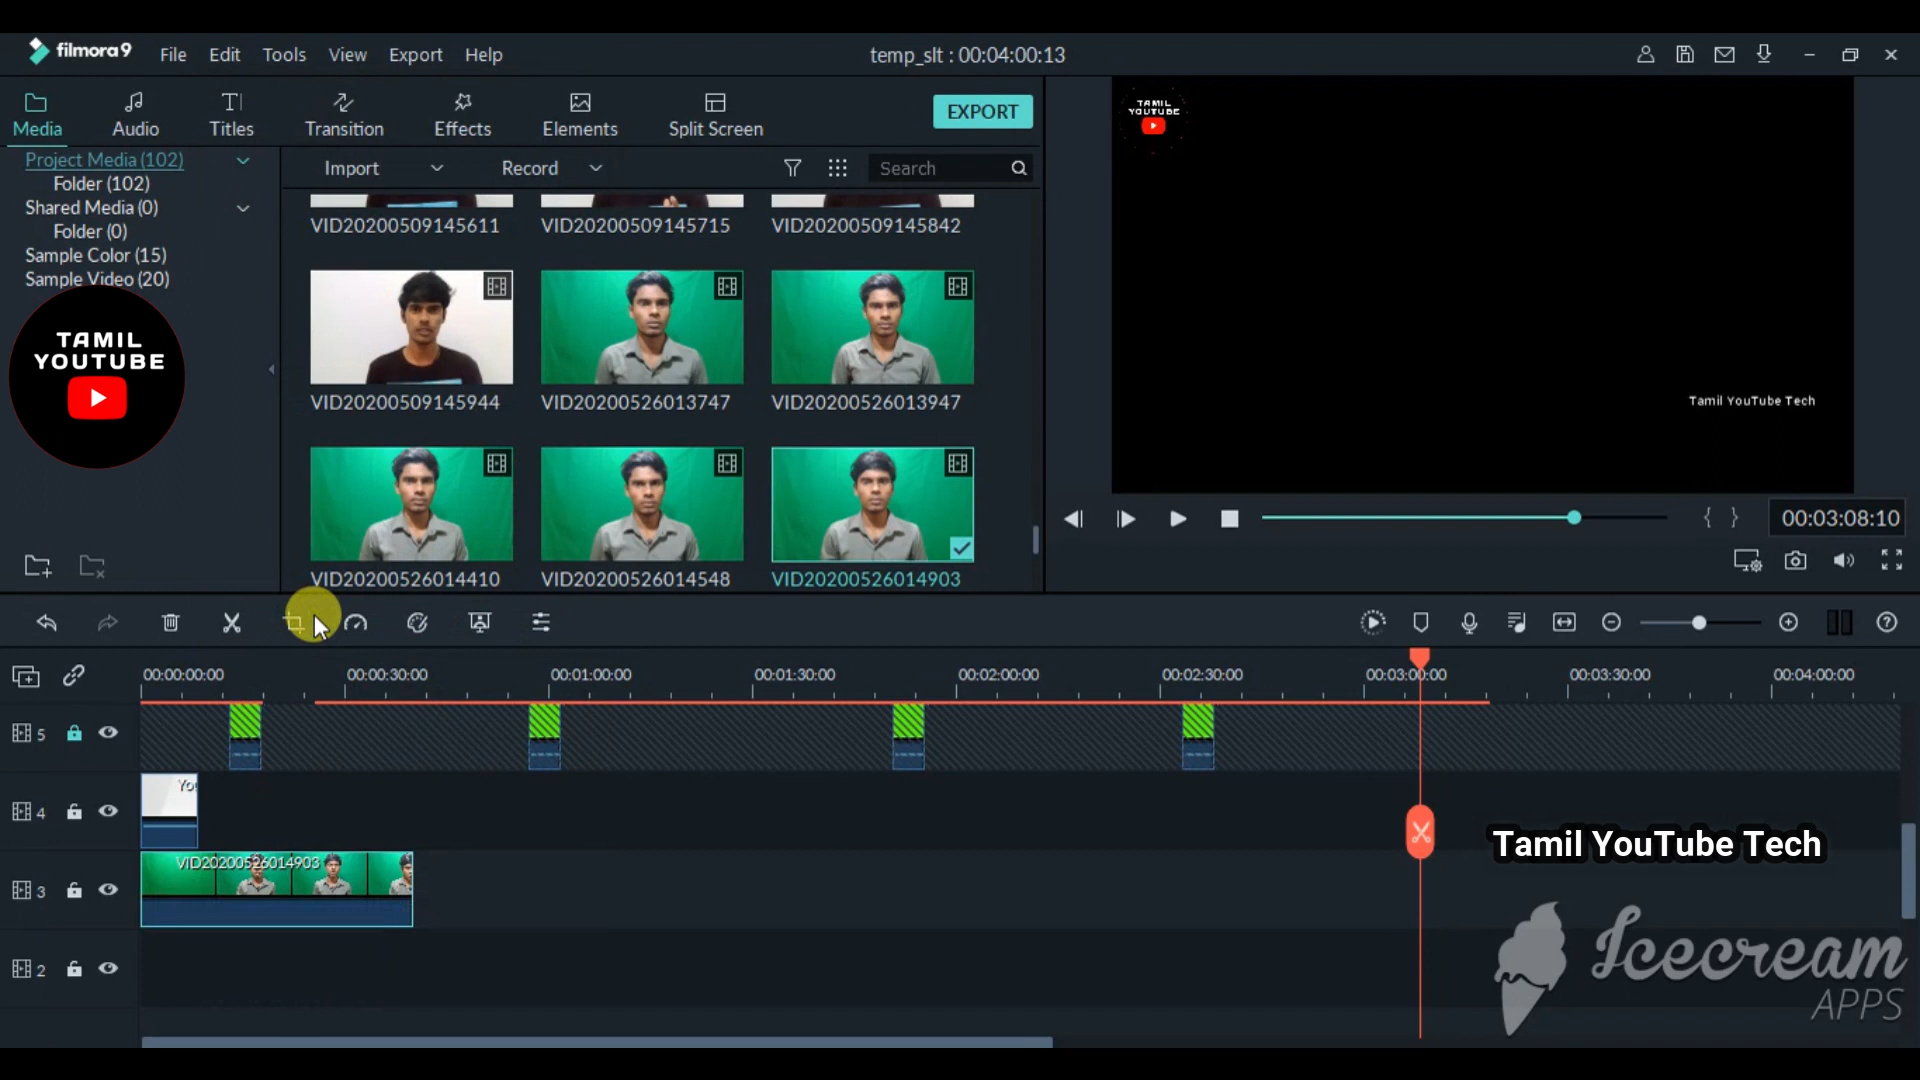 filmora9 File Edit Tools View Export Help temp_slt : 00:04:00:13
Media Audio Titles Transition Effects Elements Split Screen EXPORT
Project Media (102)
Folder (102)
Shared Media (0)
Folder (0)
Sample Color (15)
Sample Video (20)
TAMIL
YOUTUBE
Import Record Search
VID20200509145611 VID20200509145715 VID20200509145842
VID20200509145944 VID20200526013747 VID20200526013947
VID20200526014410 VID20200526014548 VID20200526014903
TAMIL
YOUTUBE
Tamil YouTube Tech
00:03:08:10
00:00:00:00 00:00:30:00 00:01:00:00 00:01:30:00 00:02:00:00 00:02:30:00 00:03:00:00 00:03:30:00 00:04:00:00
5
4 You
3 VID20200526014903
2
Tamil YouTube Tech
Icecream
APPS